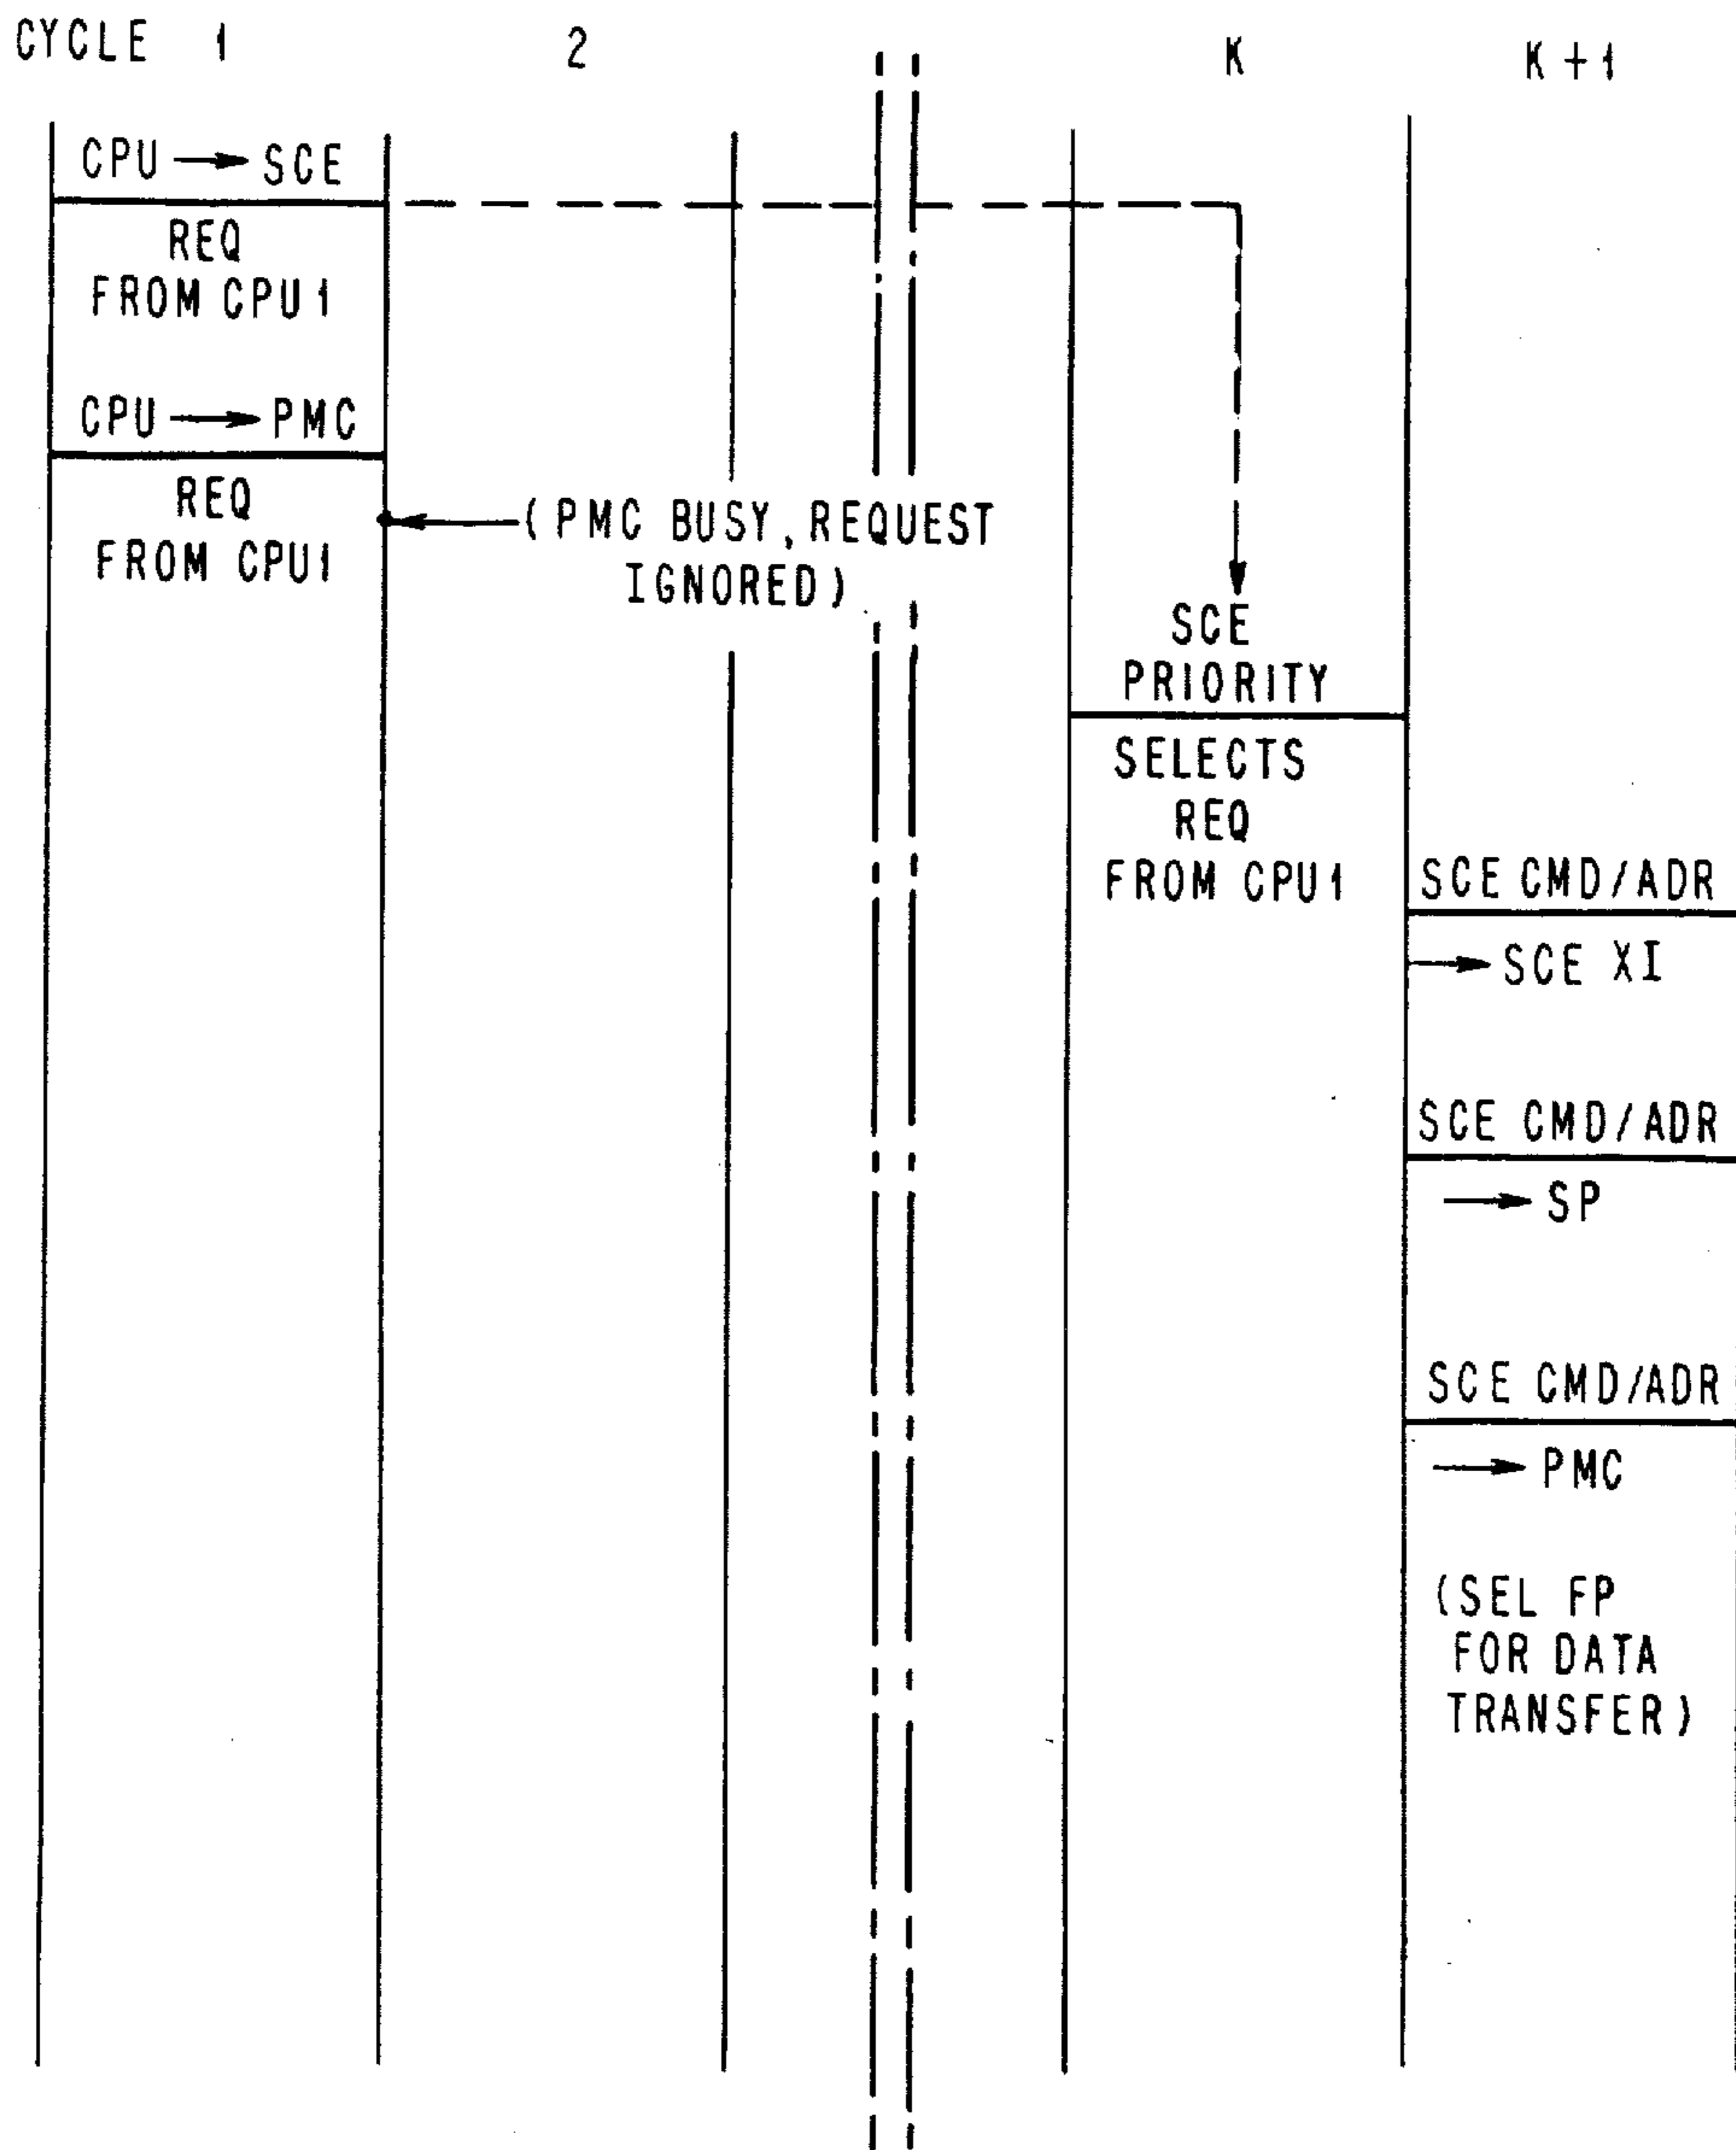 CYCLE 1 2 K K+1
CPU → SCE
REQ
FROM CPU1
CPU → PMC
REQ
FROM CPU1
(PMC BUSY, REQUEST
IGNORED)
SCE
PRIORITY
SELECTS
REQ
FROM CPU1
SCE CMD/ADR
→ SCE XI
SCE CMD/ADR
→ SP
SCE CMD/ADR
→ PMC
(SEL FP
FOR DATA
TRANSFER)